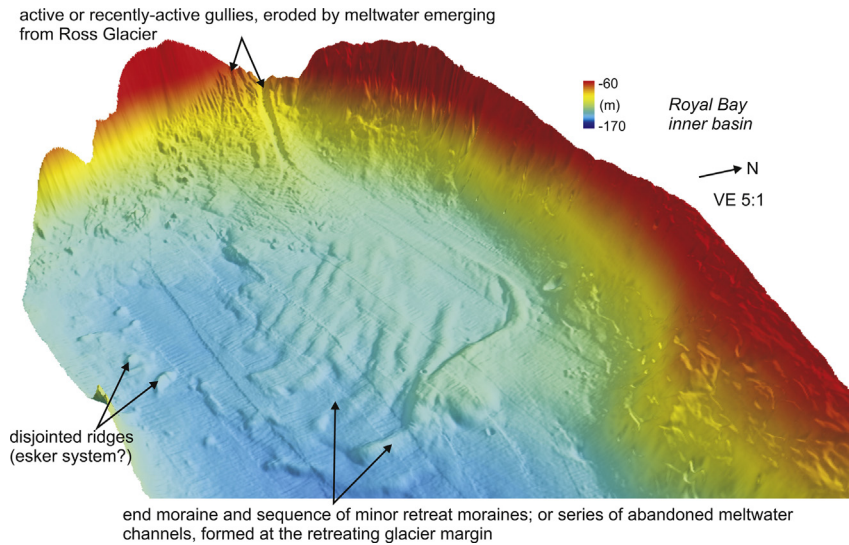 active or recently-active gullies, eroded by meltwater emerging
from Ross Glacier
-60
(m)
-170
Royal Bay
inner basin
N
VE 5:1
disjointed ridges
(esker system?)
end moraine and sequence of minor retreat moraines; or series of abandoned meltwater
channels, formed at the retreating glacier margin